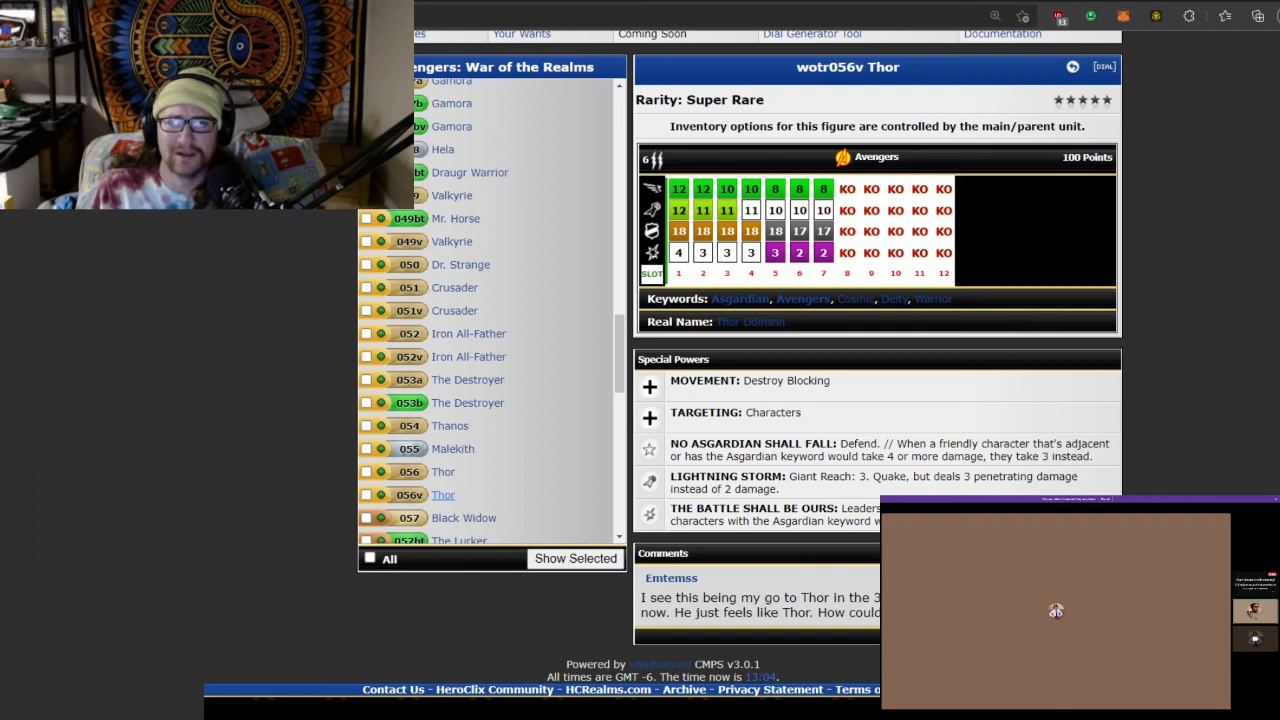 Your Wants
Coming Soon
Dial Generator Tool
Documentation
13
engers: War of the Realms
Gamora
Gamora
Gamora
Hela
Draugr Warrior
Valkyrie
049bt Mr. Horse
049v Valkyrie
050 Dr. Strange
051 Crusader
051v Crusader
052 Iron All-Father
052v Iron All-Father
053a The Destroyer
053b The Destroyer
054 Thanos
055 Malekith
056 Thor
056v Thor
057 Black Widow
057bt The Lurker
All
Show Selected
wotr056v Thor
[DIAL]
Rarity: Super Rare
Inventory options for this figure are controlled by the main/parent unit.
6
Avengers
100 Points
12 12 10 10 8 8 8 KO KO KO KO KO
12 11 11 11 10 10 10 KO KO KO KO KO
18 18 18 18 18 17 17 KO KO KO KO KO
4 3 3 3 3 2 2 KO KO KO KO KO
SLOT 1 2 3 4 5 6 7 8 9 10 11 12
Keywords: Asgardian, Avengers, Cosmic, Deity, Warrior
Real Name: Thor Odinson
Special Powers
MOVEMENT: Destroy Blocking
TARGETING: Characters
NO ASGARDIAN SHALL FALL: Defend. // When a friendly character that's adjacent
or has the Asgardian keyword would take 4 or more damage, they take 3 instead.
LIGHTNING STORM: Giant Reach: 3. Quake, but deals 3 penetrating damage
instead of 2 damage.
THE BATTLE SHALL BE OURS: Leaders
characters with the Asgardian keyword w
Comments
Emtemss
I see this being my go to Thor in the 3
now. He just feels like Thor. How could
Powered by vBadvanced CMPS v3.0.1
All times are GMT -6. The time now is 13:04.
Contact Us - HeroClix Community - HCRealms.com - Archive - Privacy Statement - Terms o